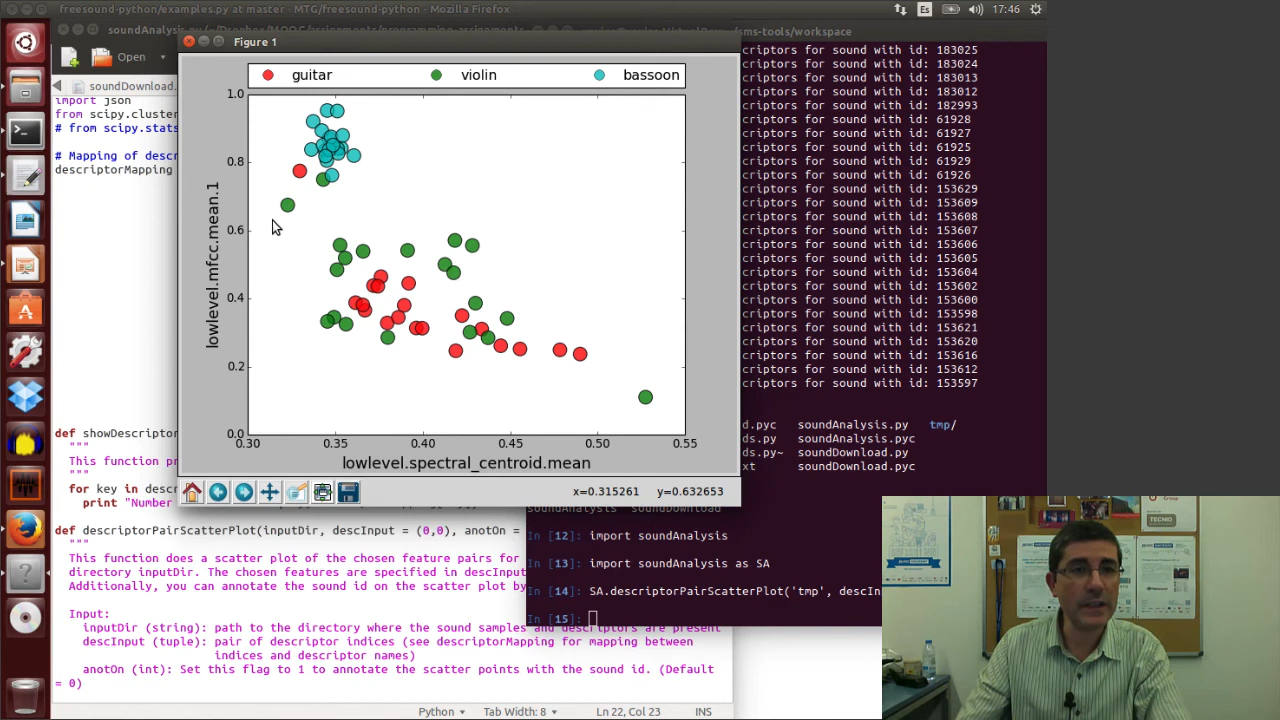 freesound-python/examples.py at master - MTG/freesound-python - Mozilla Firefox
Es
17:46
Figure 1
/sms-tools/workspace
Open
soundDownload.
import json
from scipy.cluster
# from scipy.stats
# Mapping of descr
descriptorMapping
guitar
violin
bassoon
1.0
0.8
0.6
0.4
0.2
0.0
lowlevel.mfcc.mean.1
0.30
0.35
0.40
0.45
0.50
0.55
lowlevel.spectral_centroid.mean
x=0.315261 y=0.632653
criptors for sound with id: 183025
criptors for sound with id: 183024
criptors for sound with id: 183013
criptors for sound with id: 183012
criptors for sound with id: 182993
criptors for sound with id: 61928
criptors for sound with id: 61927
criptors for sound with id: 61925
criptors for sound with id: 61929
criptors for sound with id: 61926
criptors for sound with id: 153629
criptors for sound with id: 153609
criptors for sound with id: 153608
criptors for sound with id: 153607
criptors for sound with id: 153606
criptors for sound with id: 153605
criptors for sound with id: 153604
criptors for sound with id: 153602
criptors for sound with id: 153600
criptors for sound with id: 153598
criptors for sound with id: 153621
criptors for sound with id: 153620
criptors for sound with id: 153616
criptors for sound with id: 153612
criptors for sound with id: 153597
d.pyc soundAnalysis.py tmp/
ds.py soundAnalysis.pyc
ds.py~ soundDownload.py
xt soundDownload.pyc
soundAnalysis soundDownload
In [12]: import soundAnalysis
In [13]: import soundAnalysis as SA
In [14]: SA.descriptorPairScatterPlot('tmp', descIn
In [15]:
def showDescriptor
"""
This function pr
"""
for key in descr
print "Number
def descriptorPairScatterPlot(inputDir, descInput = (0,0), anotOn =
"""
This function does a scatter plot of the chosen feature pairs for
directory inputDir. The chosen features are specified in descInput
Additionally, you can annotate the sound id on the scatter plot by
Input:
inputDir (string): path to the directory where the sound samples and descriptors are present
descInput (tuple): pair of descriptor indices (see descriptorMapping for mapping between
indices and descriptor names)
anotOn (int): Set this flag to 1 to annotate the scatter points with the sound id. (Default
= 0)
Python Tab Width: 8 Ln 22, Col 23 INS
TECNIO